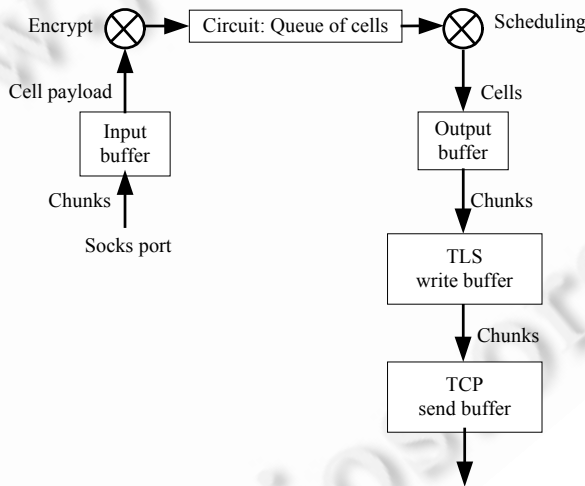 Encrypt
Circuit: Queue of cells
Scheduling
Cell payload
Cells
Input
buffer
Output
buffer
Chunks
Chunks
Socks port
TLS
write buffer
Chunks
TCP
send buffer